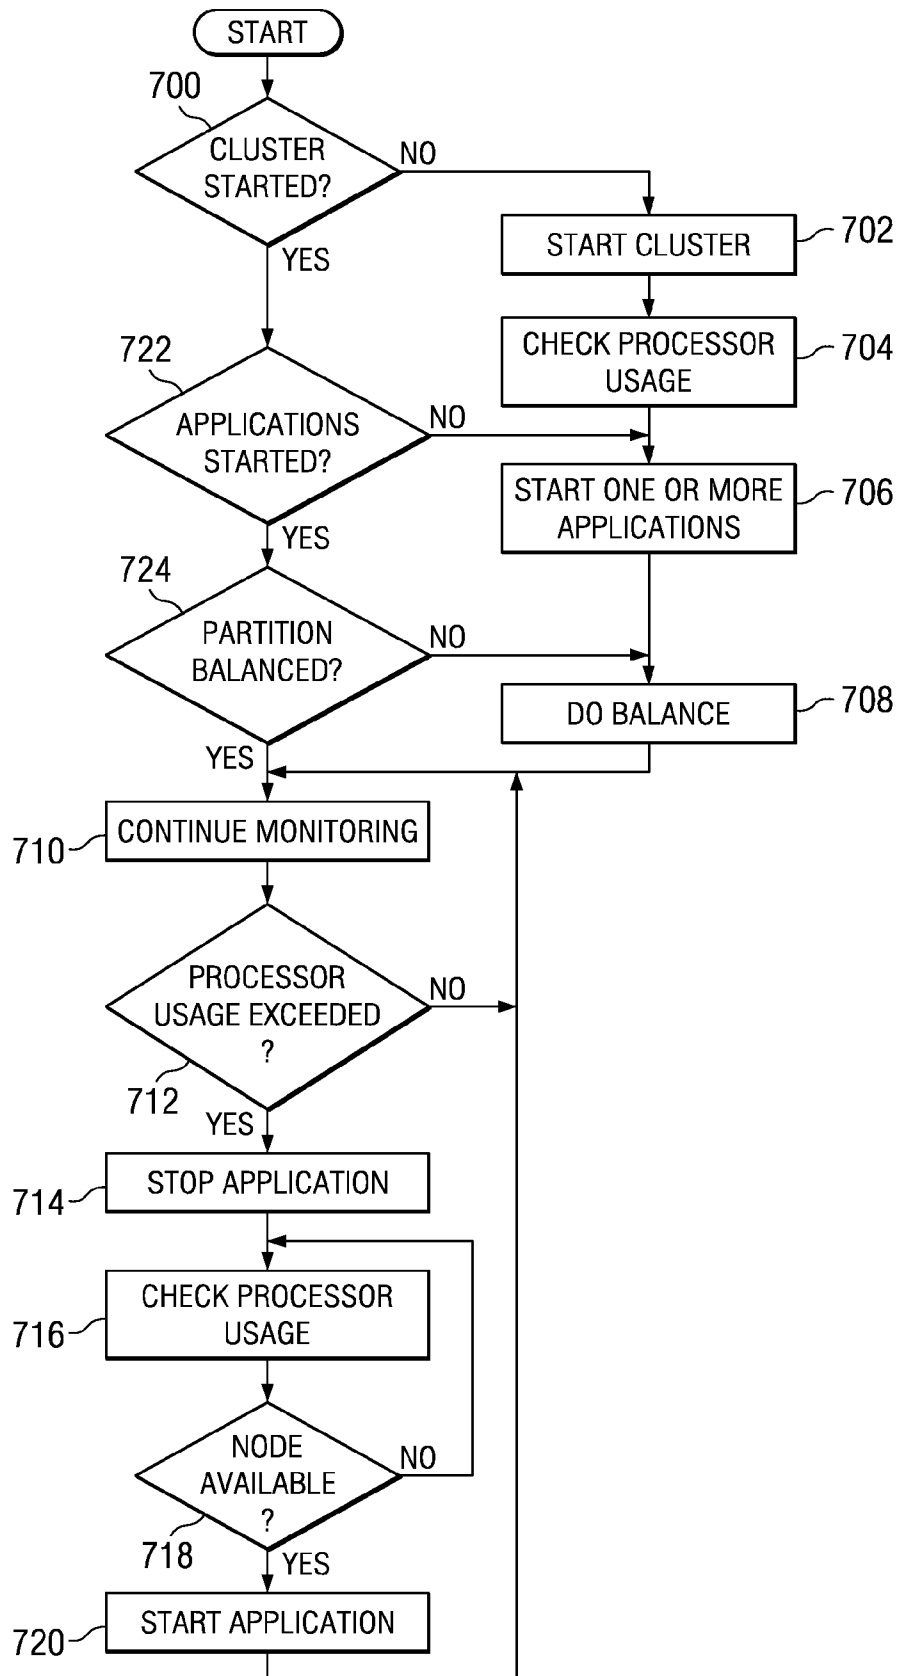 START
700
CLUSTER
STARTED?
NO
YES
START CLUSTER
702
CHECK PROCESSOR
USAGE
704
722
APPLICATIONS
STARTED?
NO
YES
START ONE OR MORE
APPLICATIONS
706
724
PARTITION
BALANCED?
NO
YES
DO BALANCE
708
CONTINUE MONITORING
710
PROCESSOR
USAGE EXCEEDED
?
NO
712
YES
STOP APPLICATION
714
CHECK PROCESSOR
USAGE
716
NODE
AVAILABLE
?
NO
718
YES
START APPLICATION
720